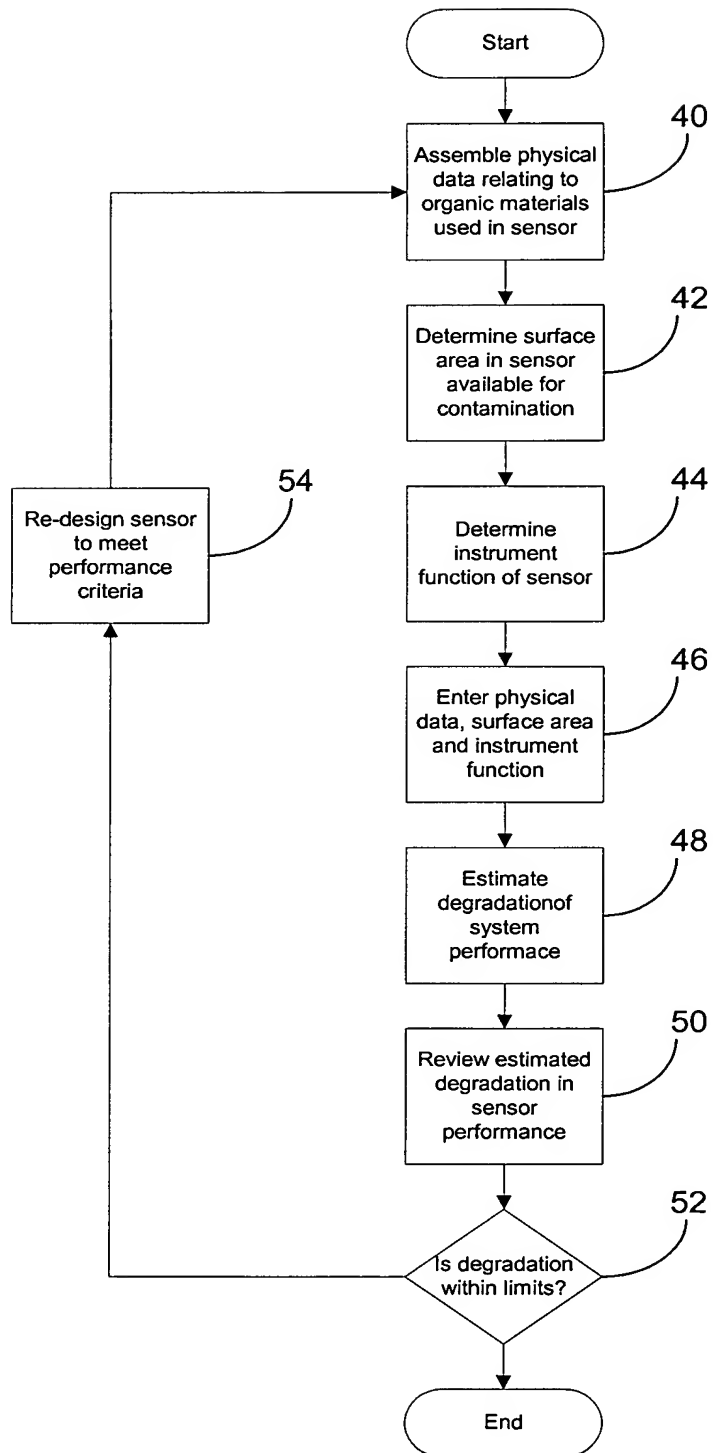 Start
40
Assemble physical
data relating to
organic materials
used in sensor
42
Determine surface
area in sensor
available for
contamination
54
Re-design sensor
to meet
performance
criteria
44
Determine
instrument
function of sensor
46
Enter physical
data, surface area
and instrument
function
48
Estimate
degradationof
system
performace
50
Review estimated
degradation in
sensor
performance
52
Is degradation
within limits?
End